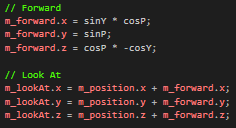 // Forward
m_forward.x = sinY * cosP;
m_forward.y = sinP;
m_forward.z = cosP * -cosY;
// Look At
m_lookAt.x = m_position.x + m_forward.x;
m_lookAt.y = m_position.y + m_forward.y;
m_lookAt.z = m_position.z + m_forward.z;